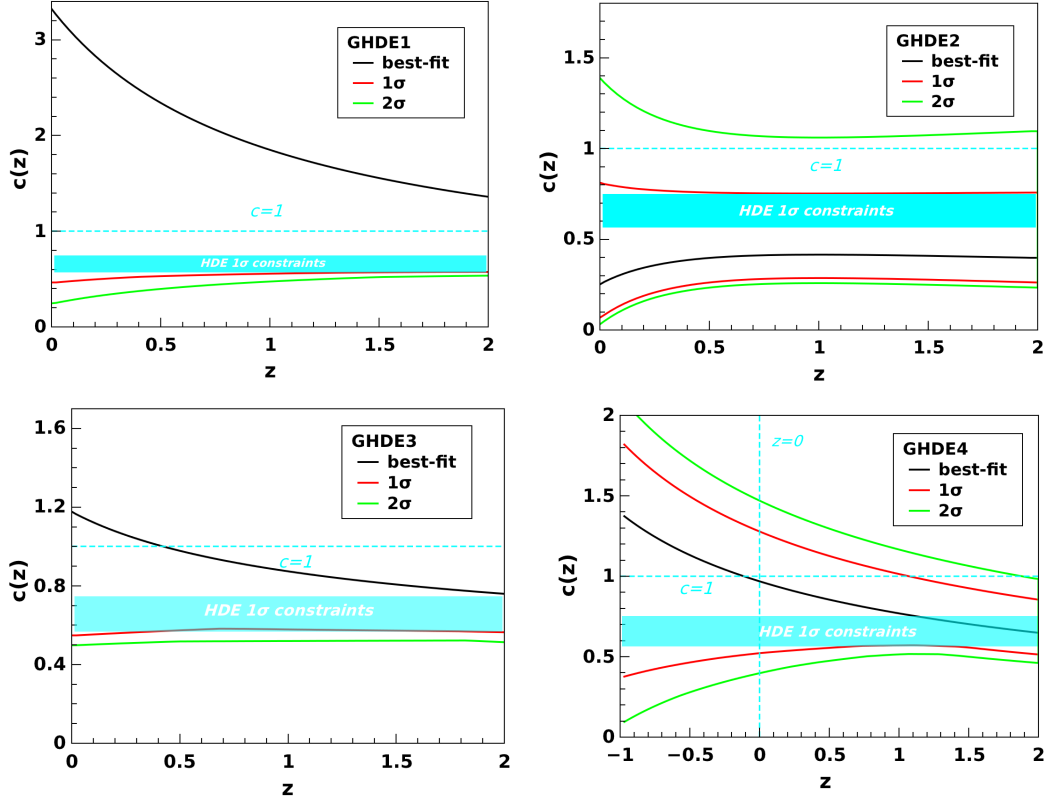 GHDE1
best-fit
1σ
2σ
c=1
HDE 1σ constraints
3
2
1
0
c(z)
0
0.5
1
1.5
2
z
GHDE2
best-fit
1σ
2σ
c=1
HDE 1σ constraints
1.5
1
0.5
0
c(z)
0
0.5
1
1.5
2
z
GHDE3
best-fit
1σ
2σ
c=1
HDE 1σ constraints
1.6
1.2
0.8
0.4
0
c(z)
0
0.5
1
1.5
2
z
z=0
GHDE4
best-fit
1σ
2σ
c=1
HDE 1σ constraints
2
1.5
1
0.5
0
c(z)
−1
−0.5
0
0.5
1
1.5
2
z